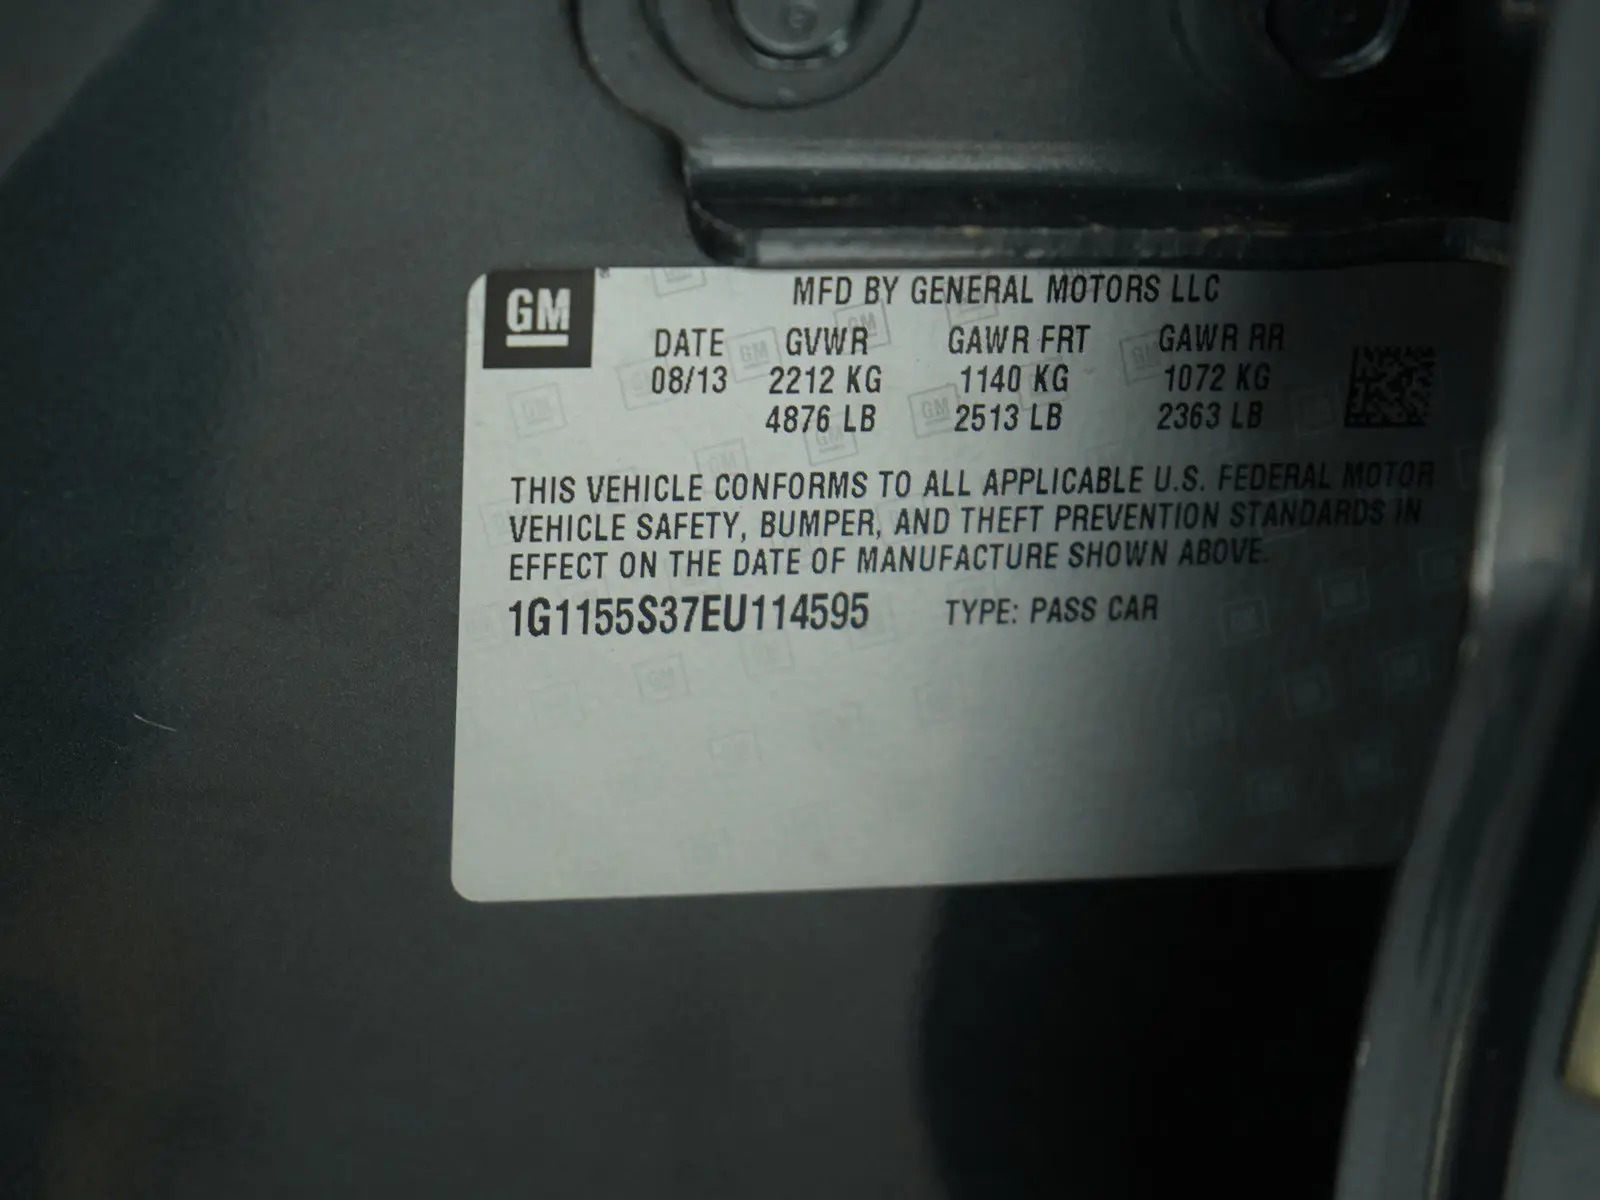 GM
MFD BY GENERAL MOTORS LLC
DATE GVWR GAWR FRT GAWR RR
08/13 2212 KG 1140 KG 1072 KG
4876 LB 2513 LB 2363 LB
THIS VEHICLE CONFORMS TO ALL APPLICABLE U.S. FEDERAL MOTOR
VEHICLE SAFETY, BUMPER, AND THEFT PREVENTION STANDARDS IN
EFFECT ON THE DATE OF MANUFACTURE SHOWN ABOVE.
1G1155S37EU114595 TYPE: PASS CAR